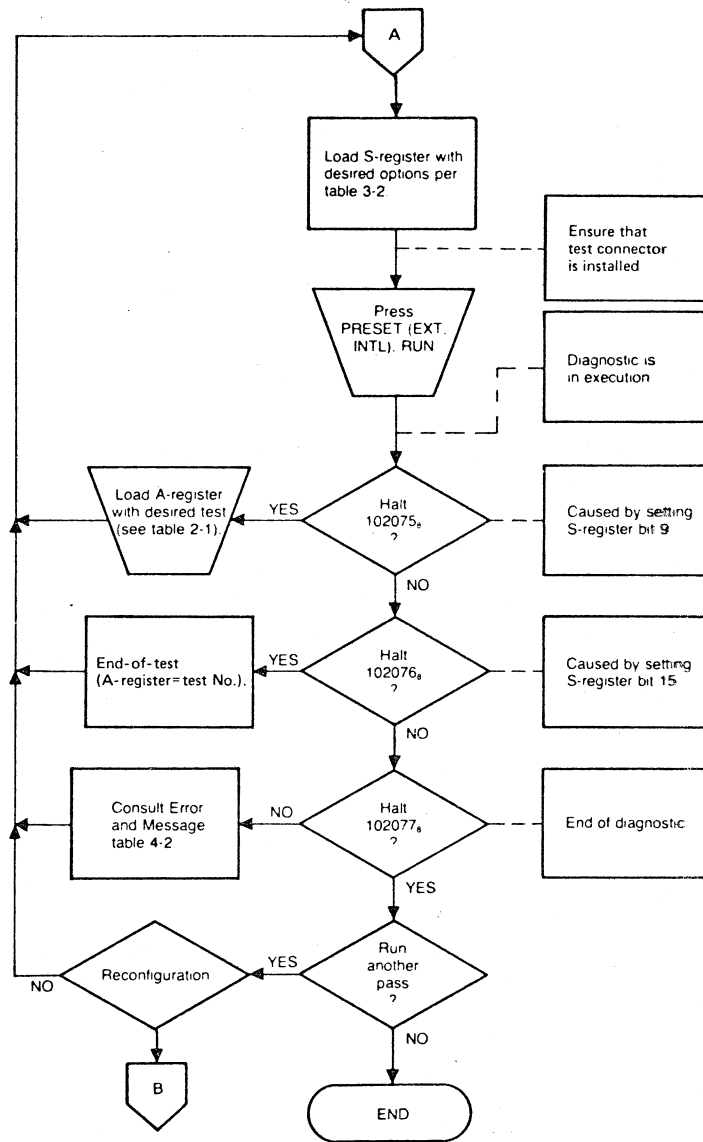 A
Load S-register with
desired options per
table 3-2.
Ensure that
test connector
is installed
Press
PRESET (EXT.
INTL). RUN
Diagnostic is
in execution
Load A-register
with desired test
(see table 2-1).
YES
Halt
102075₈
?
Caused by setting
S-register bit 9
NO
End-of-test
(A-register=test No.).
YES
Halt
102076₈
?
Caused by setting
S-register bit 15
NO
Consult Error
and Message
table 4-2
NO
Halt
102077₈
?
End of diagnostic
YES
Reconfiguration
YES
Run
another
pass
?
NO
NO
B
END